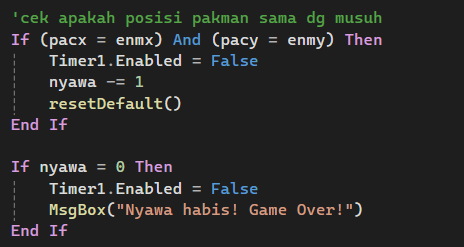 'cek apakah posisi pakman sama dg musuh
If (pacx = enmx) And (pacy = enmy) Then
    Timer1.Enabled = False
    nyawa -= 1
    resetDefault()
End If

If nyawa = 0 Then
    Timer1.Enabled = False
    MsgBox("Nyawa habis! Game Over!")
End If